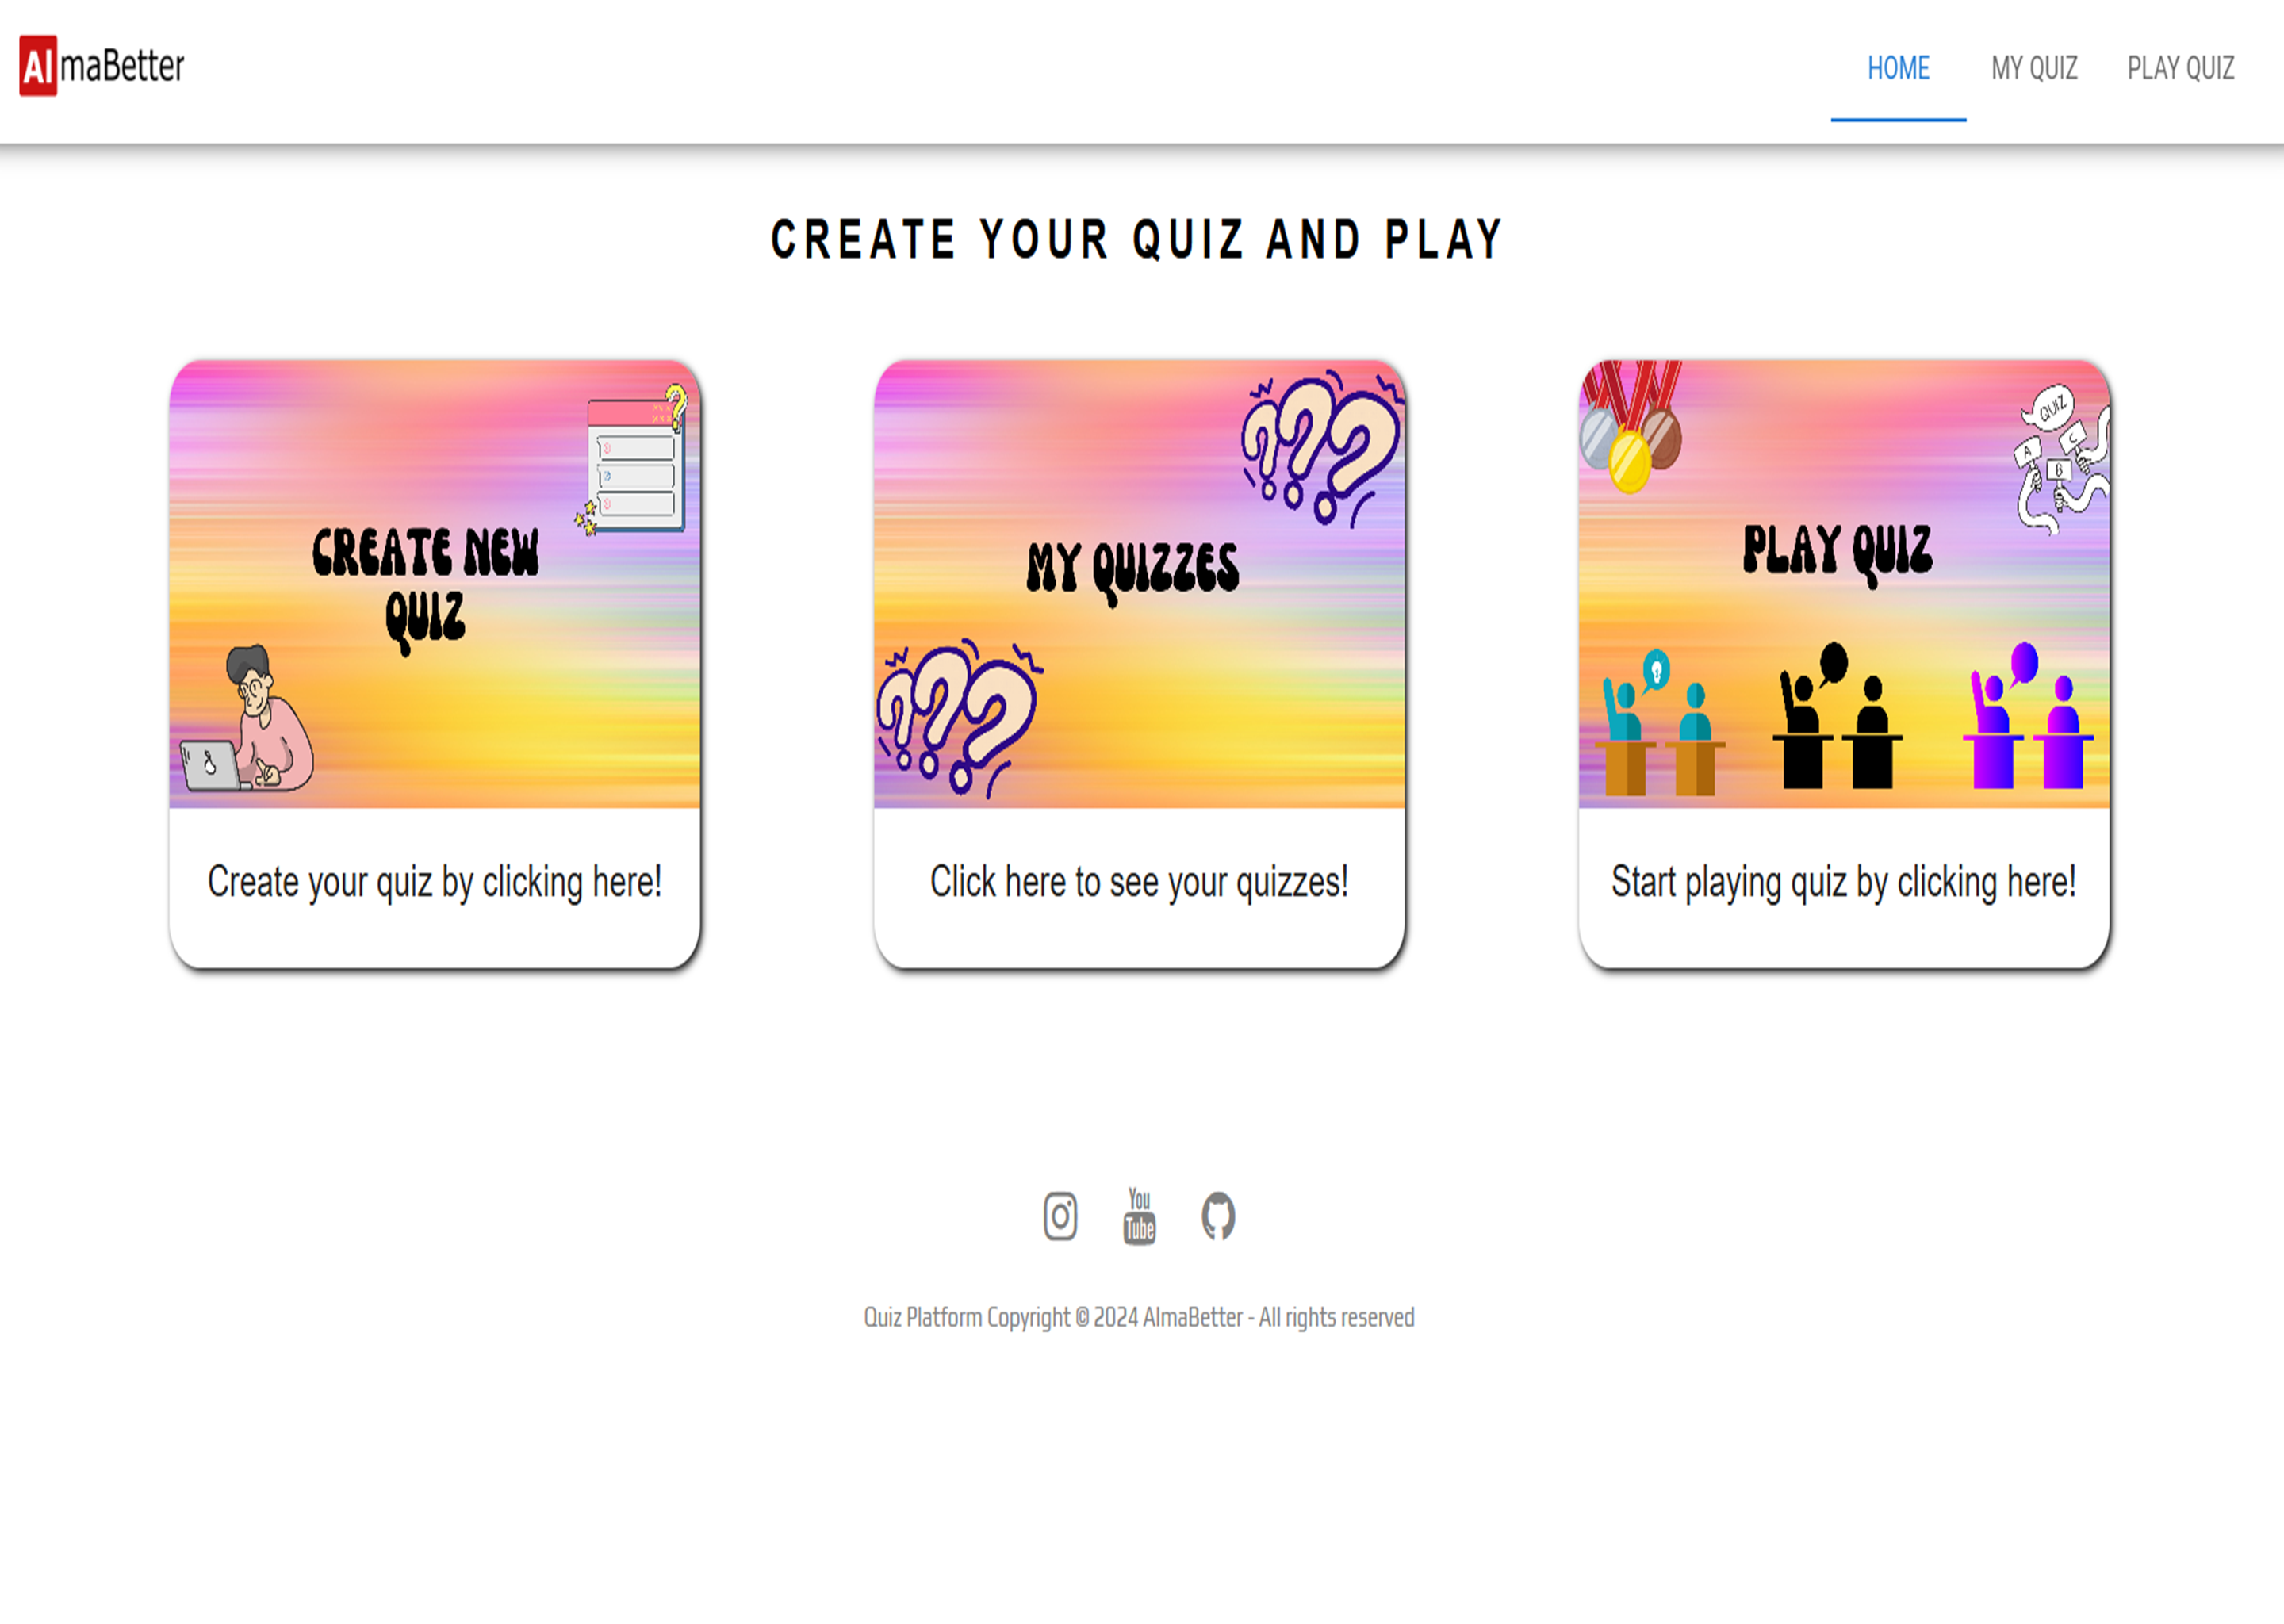 AlmaBetter
HOME MY QUIZ PLAY QUIZ
CREATE YOUR QUIZ AND PLAY
CREATE NEW
QUIZ
Create your quiz by clicking here!
MY QUIZZES
Click here to see your quizzes!
QUIZ
A
B
C
PLAY QUIZ
Start playing quiz by clicking here!
You
Tube
Quiz Platform Copyright © 2024 AlmaBetter - All rights reserved